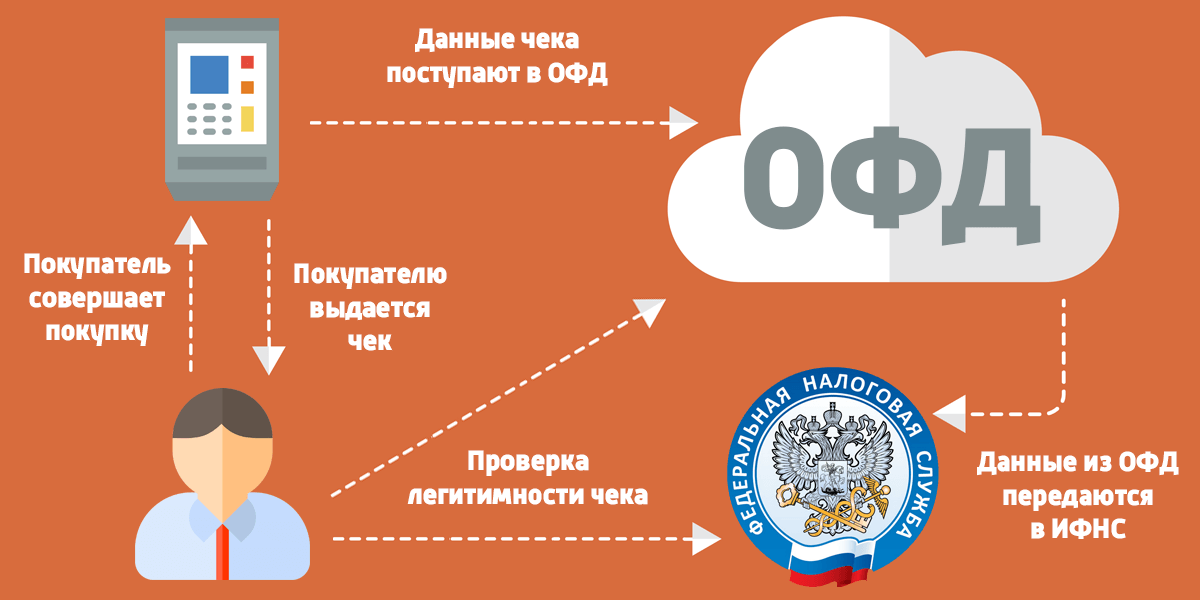 Данные чека
поступают в ОФД
ОФД
Покупатель
совершает
покупку
Покупателю
выдается
чек
Проверка
легитимности чека
ФЕДЕРАЛЬНАЯ НАЛОГОВАЯ СЛУЖБА
Данные из ОФД
передаются
в ИФНС